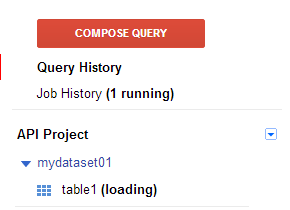 COMPOSE QUERY
Query History
Job History (1 running)
API Project
mydataset01
table1 (loading)